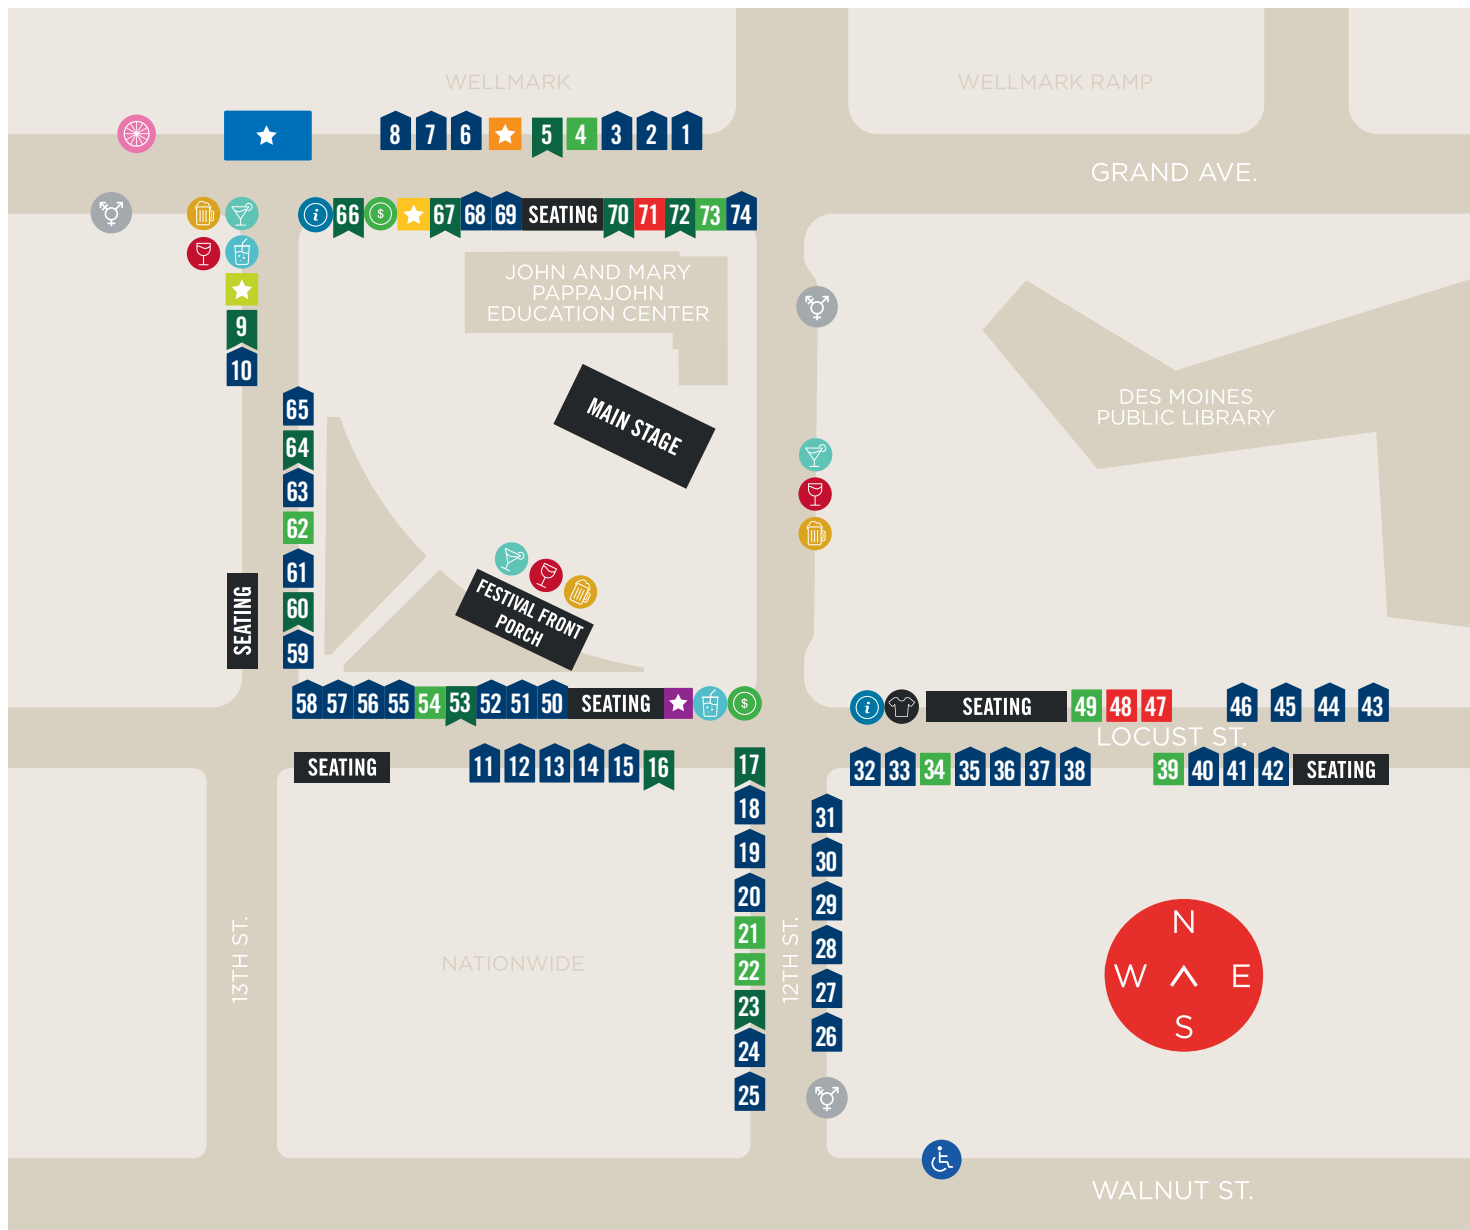 WELLMARK
WELLMARK RAMP
8 7 6 5 4 3 2 1
GRAND AVE.
i 66 $ 67 68 69 SEATING 70 71 72 73 74
JOHN AND MARY
PAPPAJOHN
EDUCATION CENTER
9
10
65
64
63
62
61
60
59
SEATING
MAIN STAGE
DES MOINES
PUBLIC LIBRARY
FESTIVAL FRONT
PORCH
58 57 56 55 54 53 52 51 50 SEATING $
i SEATING 49 48 47 46 45 44 43
LOCUST ST.
SEATING 11 12 13 14 15 16
17
18
19
20
21
22
23
24
25
32 33 34 35 36 37 38 39 40 41 42 SEATING
31
30
29
28
27
26
13TH ST.
NATIONWIDE
12TH ST.
N
W E
S
WALNUT ST.